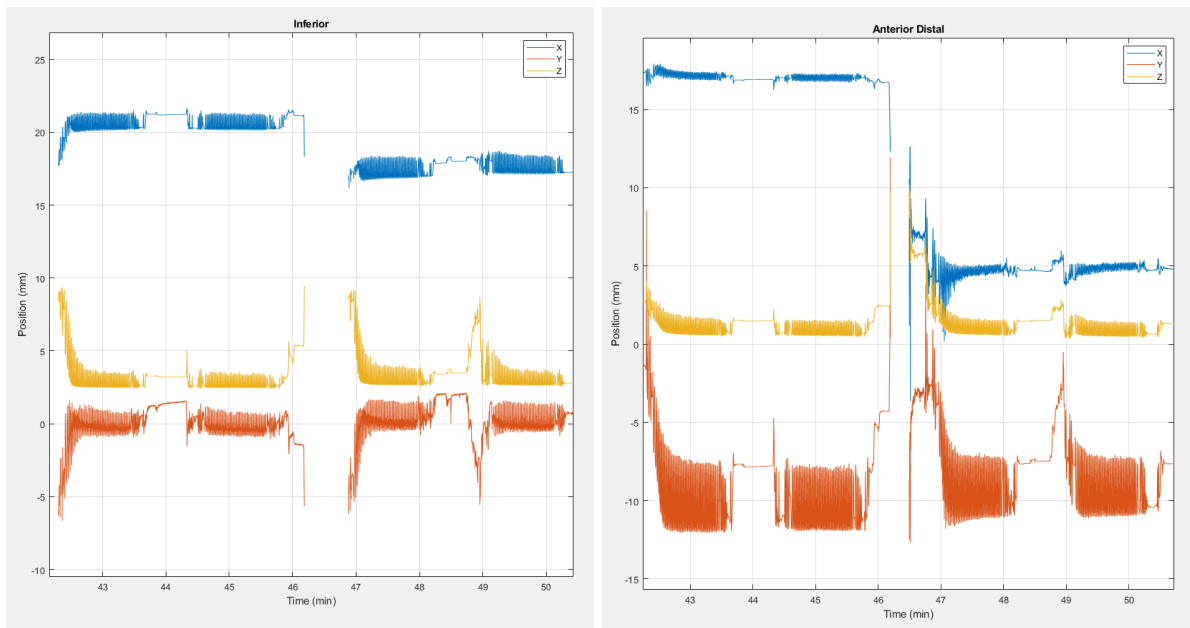 Inferior
X
Y
Z
25
20
15
10
5
0
-5
-10
Position (mm)
43 44 45 46 47 48 49 50
Time (min)
Anterior Distal
X
Y
Z
15
10
5
0
-5
-10
-15
Position (mm)
43 44 45 46 47 48 49 50
Time (min)